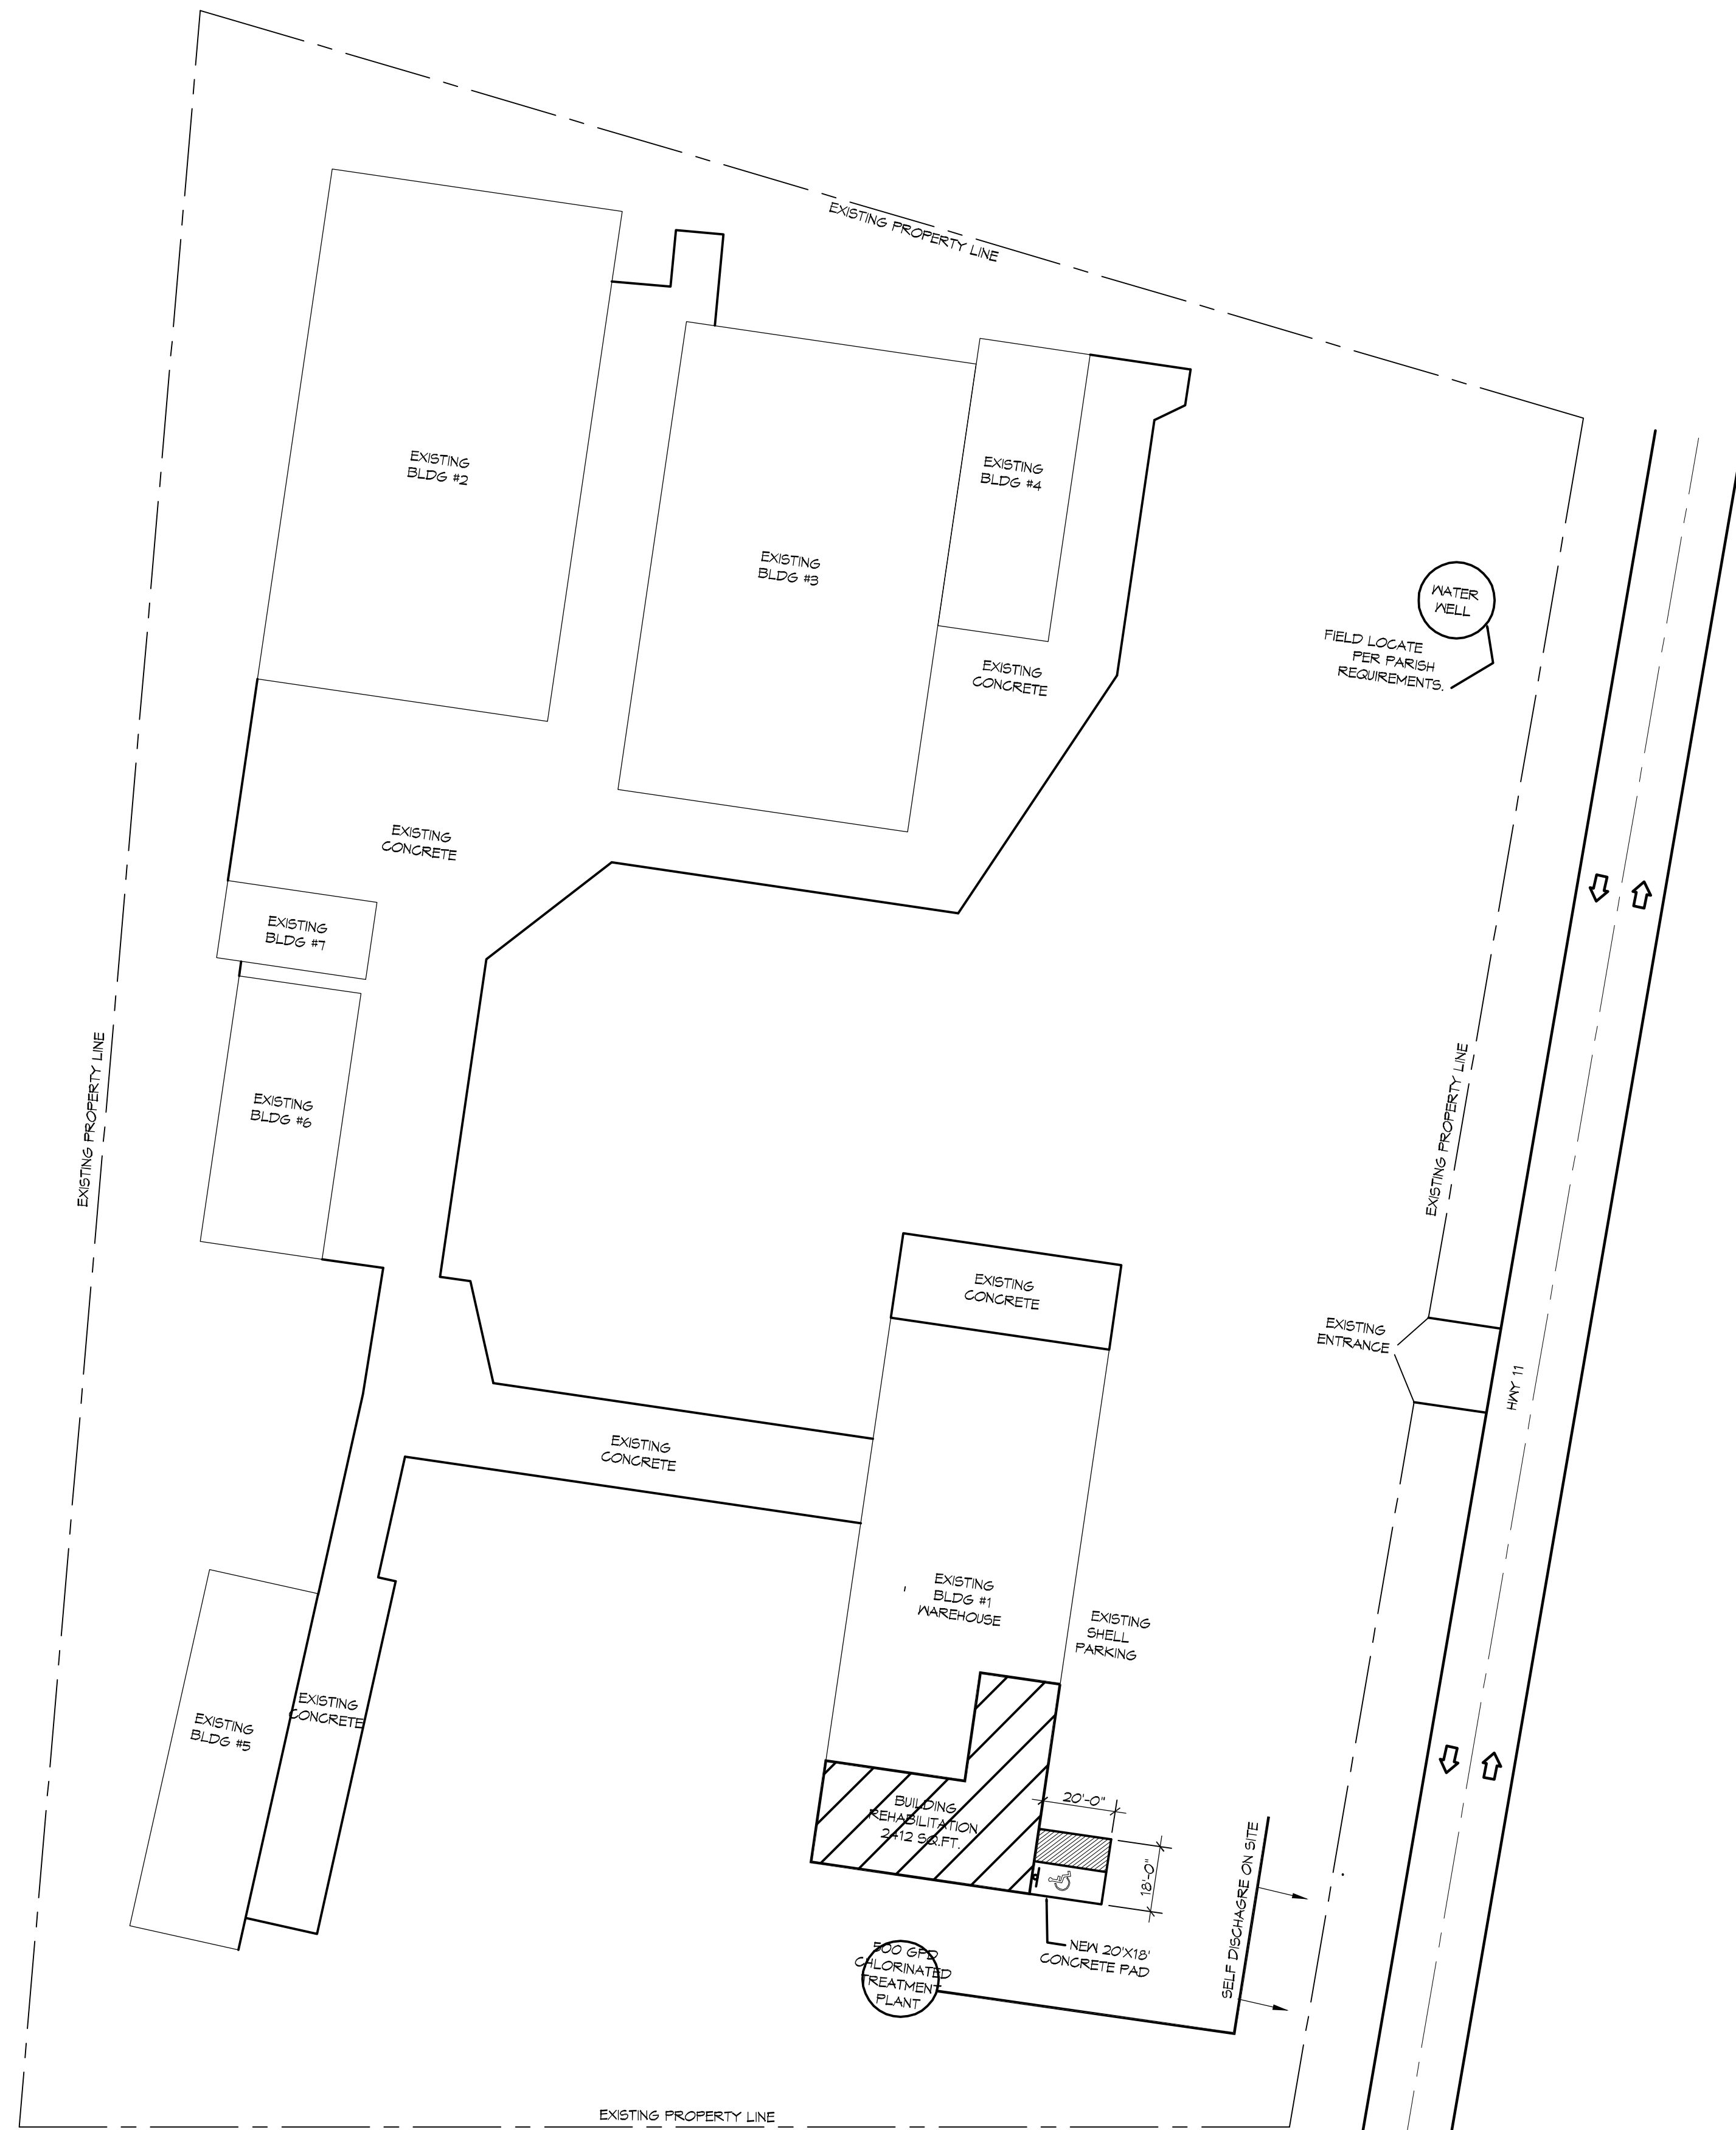 EXISTING PROPERTY LINE
EXISTING
BLDG #2
EXISTING
BLDG #4
EXISTING
BLDG #3
WATER
WELL
FIELD LOCATE
PER PARISH
REQUIREMENTS.
EXISTING
CONCRETE
EXISTING
CONCRETE
EXISTING
BLDG #7
EXISTING
BLDG #6
EXISTING PROPERTY LINE
EXISTING PROPERTY LINE
EXISTING
CONCRETE
EXISTING
ENTRANCE
HWY 11
EXISTING
CONCRETE
EXISTING
BLDG #1
WAREHOUSE
EXISTING
SHELL
PARKING
EXISTING
CONCRETE
EXISTING
BLDG #5
BUILDING
REHABILITATION
2412 SQ.FT.
20'-0"
18'-0"
NEW 20'X18'
CONCRETE PAD
SELF DISCHAGRE ON SITE
500 GPD
CHLORINATED
TREATMENT
PLANT
EXISTING PROPERTY LINE